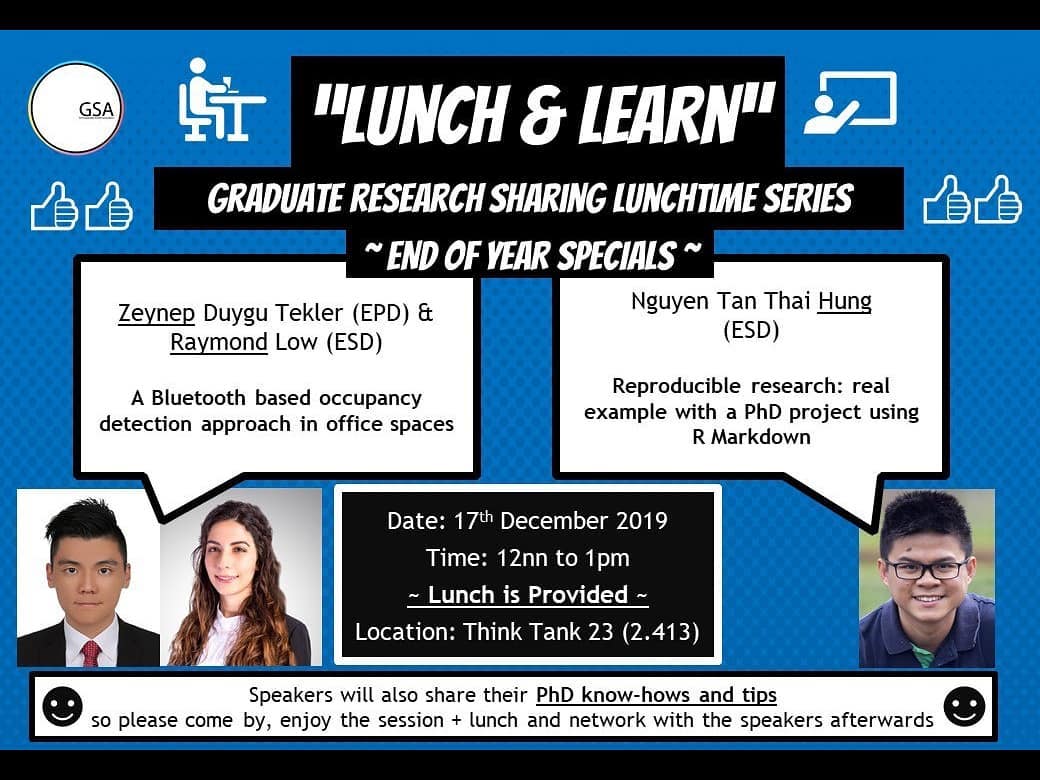 GSA
"LUNCH & LEARN"
GRADUATE RESEARCH SHARING LUNCHTIME SERIES
~ END OF YEAR SPECIALS ~
Zeynep Duygu Tekler (EPD) &
Raymond Low (ESD)
A Bluetooth based occupancy
detection approach in office spaces
Nguyen Tan Thai Hung
(ESD)
Reproducible research: real
example with a PhD project using
R Markdown
Date: 17th December 2019
Time: 12nn to 1pm
~ Lunch is Provided ~
Location: Think Tank 23 (2.413)
Speakers will also share their PhD know-hows and tips
so please come by, enjoy the session + lunch and network with the speakers afterwards